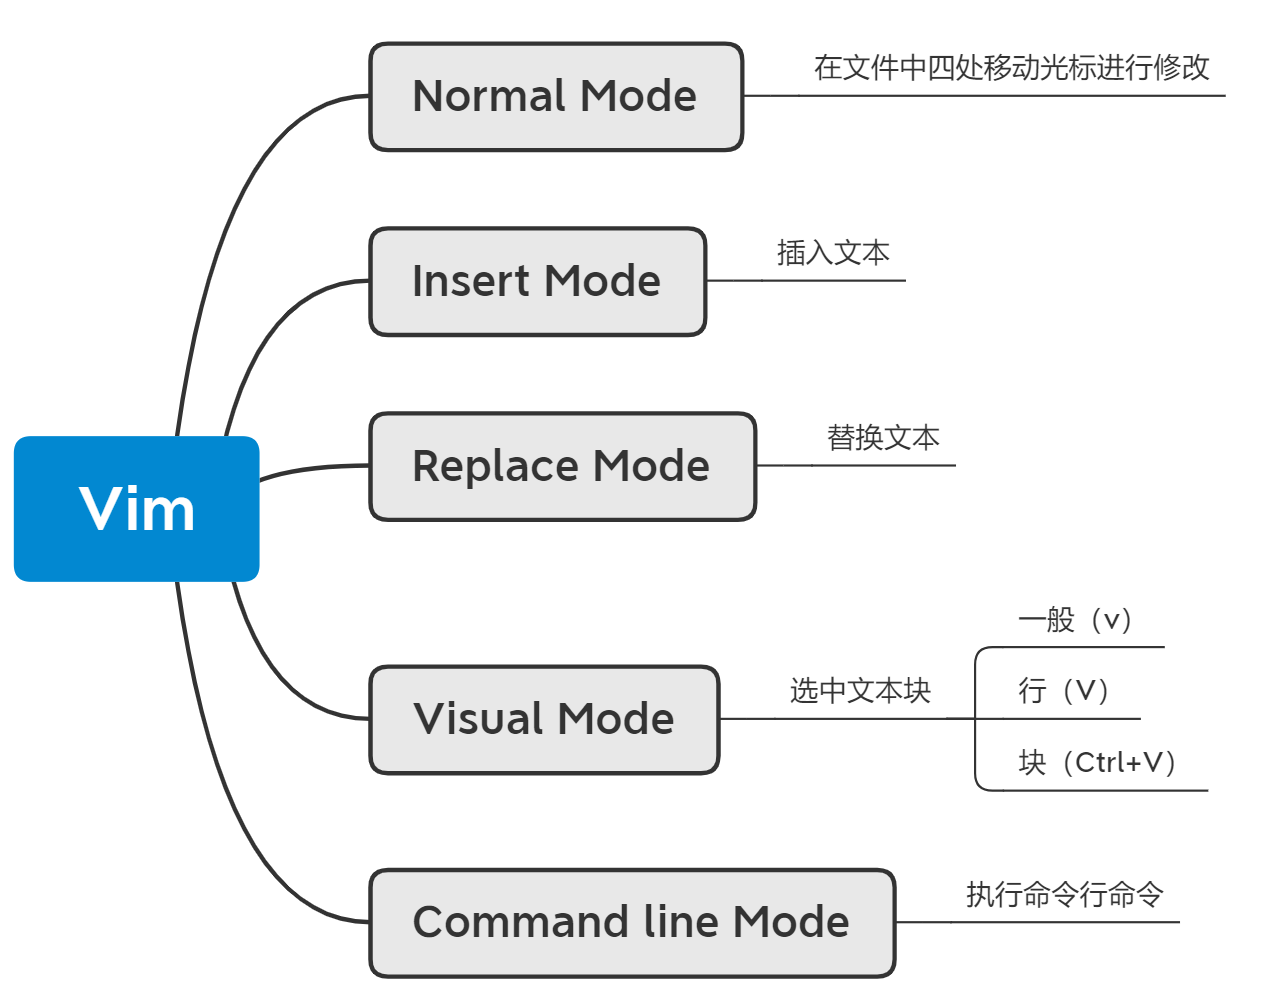 Vim
Normal Mode
在文件中四处移动光标进行修改
Insert Mode
插入文本
Replace Mode
替换文本
Visual Mode
选中文本块
一般（v）
行（V）
块（Ctrl+V）
Command line Mode
执行命令行命令